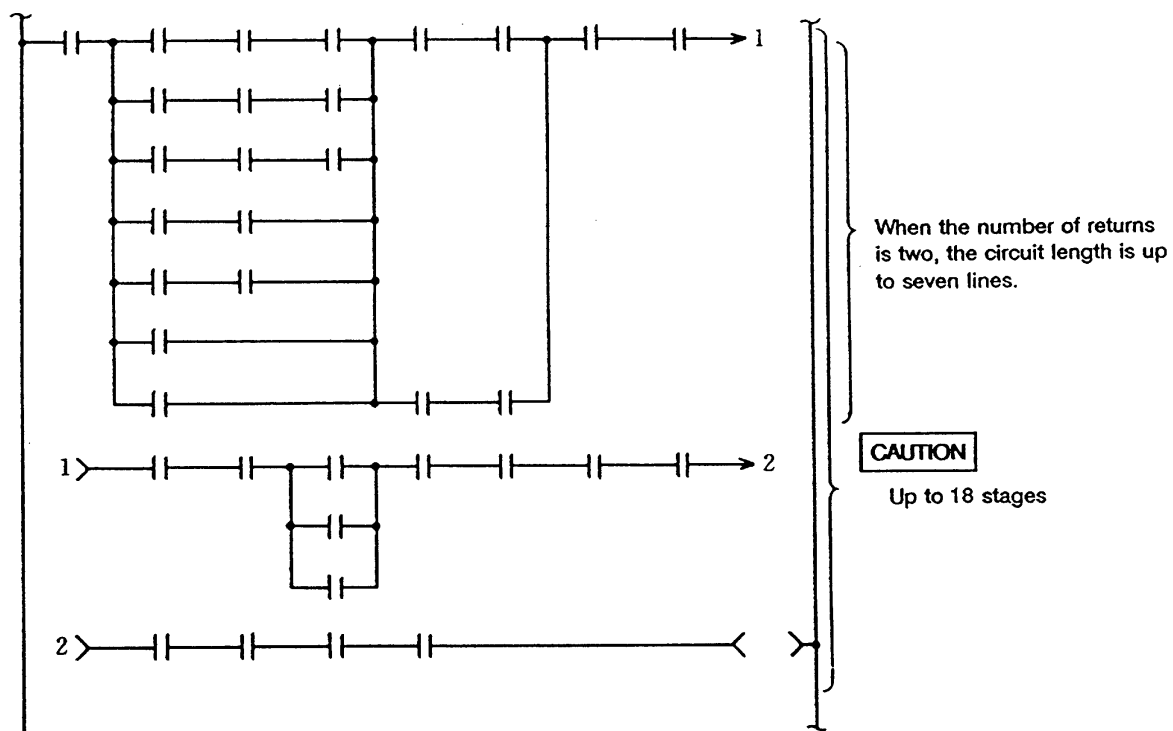 1
When the number of returns
is two, the circuit length is up
to seven lines.
1
2
CAUTION
Up to 18 stages
2